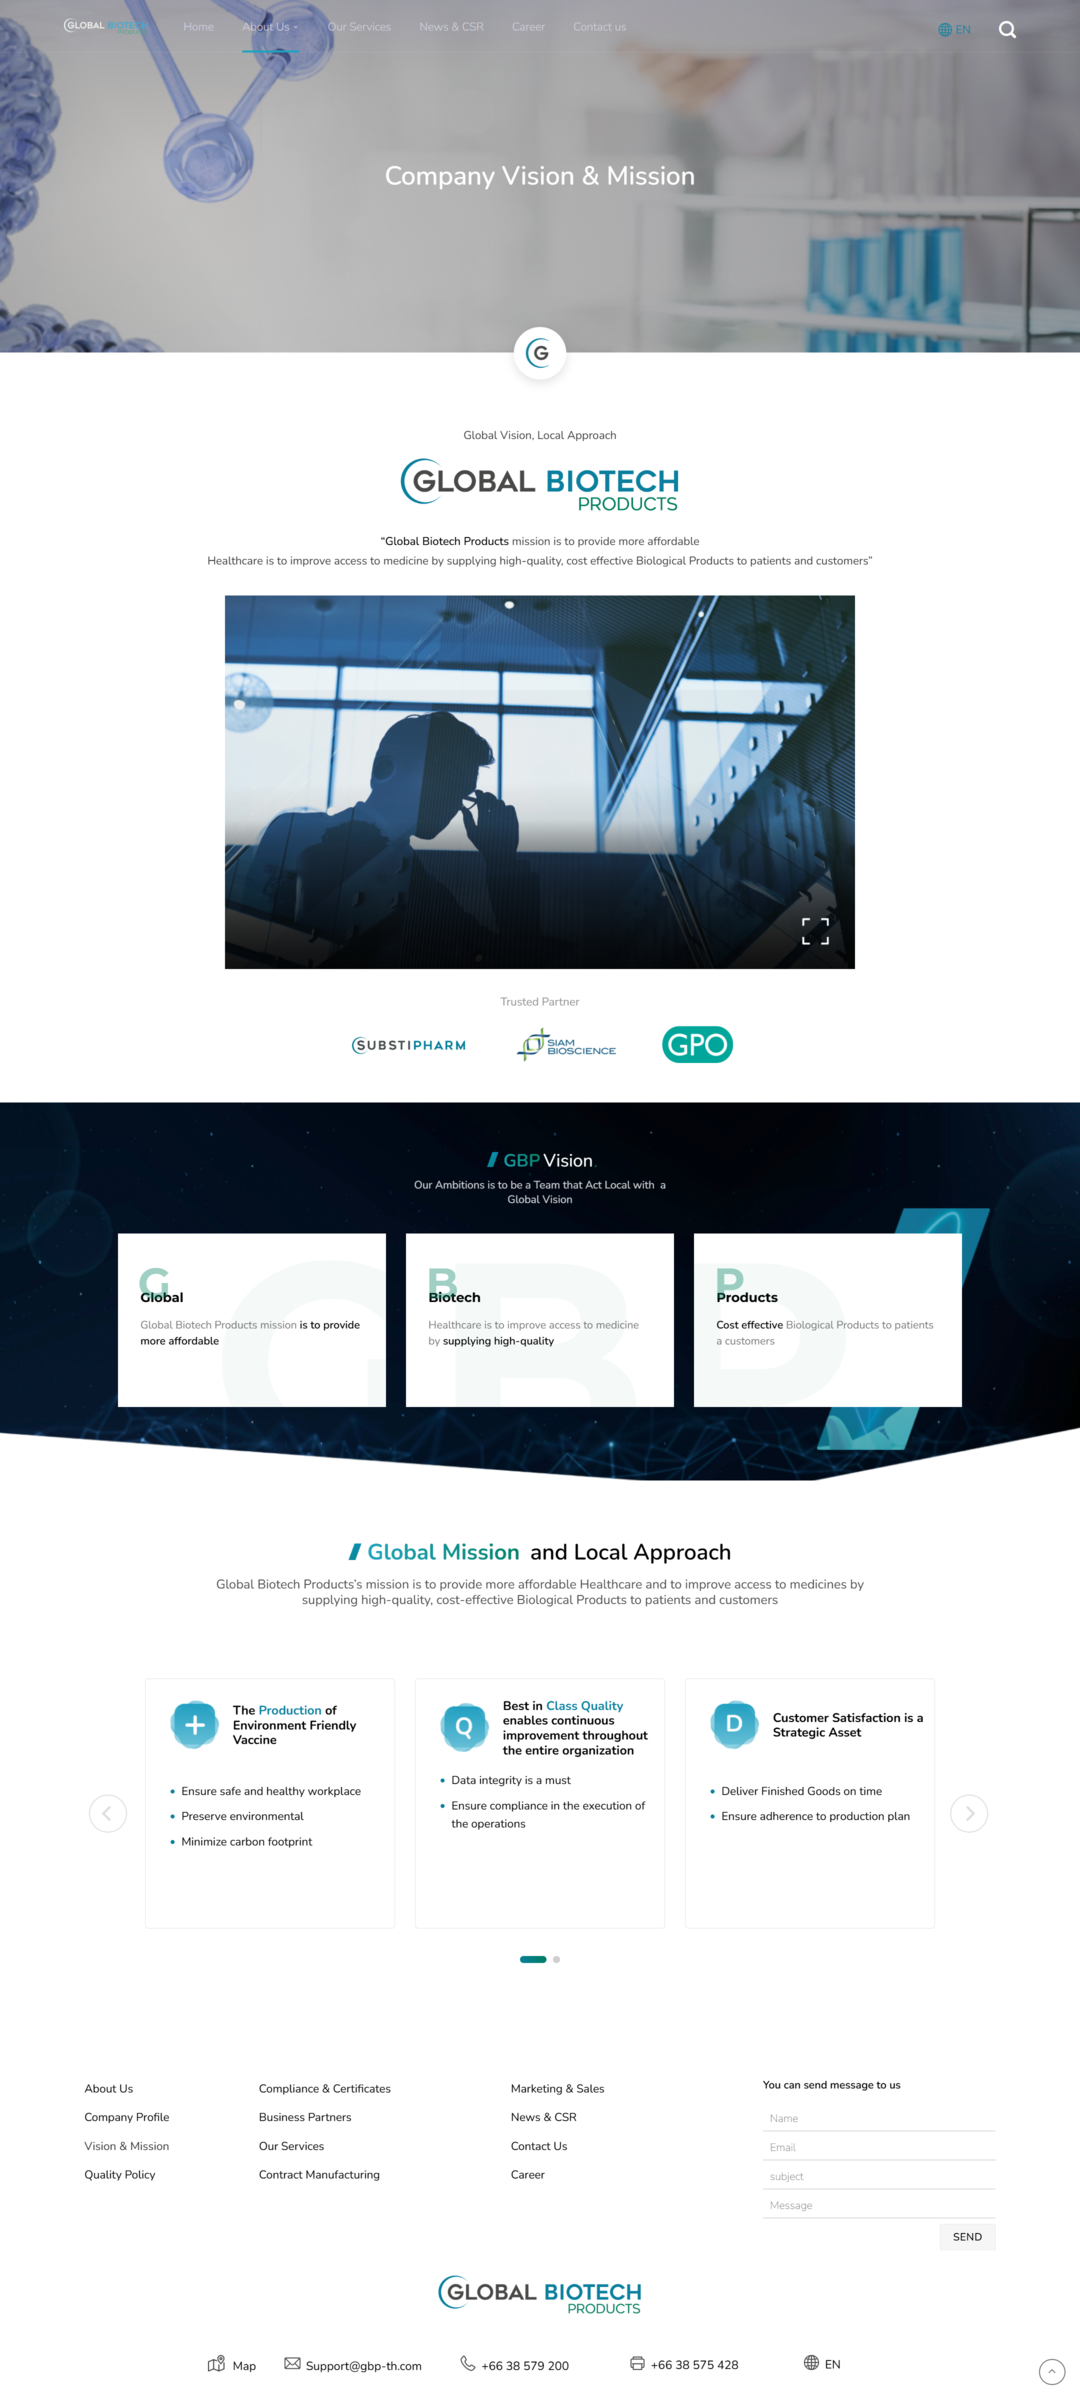 GLOBAL BIOTECH
PRODUCTS
Home
About Us
Our Services
News & CSR
Career
Contact us
EN
Company Vision & Mission
G
Global Vision, Local Approach
GLOBAL BIOTECH
PRODUCTS
“Global Biotech Products mission is to provide more affordable
Healthcare is to improve access to medicine by supplying high-quality, cost effective Biological Products to patients and customers”
Trusted Partner
SUBSTIPHARM
SIAM
BIOSCIENCE
GPO
GBP Vision
Our Ambitions is to be a Team that Act Local with a
Global Vision
G
Global
Global Biotech Products mission is to provide
more affordable
B
Biotech
Healthcare is to improve access to medicine
by supplying high-quality
P
Products
Cost effective Biological Products to patients
a customers
GBP
Global Mission and Local Approach
Global Biotech Products’s mission is to provide more affordable Healthcare and to improve access to medicines by
supplying high-quality, cost-effective Biological Products to patients and customers
The Production of
Environment Friendly
Vaccine
Ensure safe and healthy workplace
Preserve environmental
Minimize carbon footprint
Q
Best in Class Quality
enables continuous
improvement throughout
the entire organization
Data integrity is a must
Ensure compliance in the execution of
the operations
D
Customer Satisfaction is a
Strategic Asset
Deliver Finished Goods on time
Ensure adherence to production plan
About Us
Company Profile
Vision & Mission
Quality Policy
Compliance & Certificates
Business Partners
Our Services
Contract Manufacturing
Marketing & Sales
News & CSR
Contact Us
Career
You can send message to us
Name
Email
subject
Message
SEND
GLOBAL BIOTECH
PRODUCTS
Map
Support@gbp-th.com
+66 38 579 200
+66 38 575 428
EN